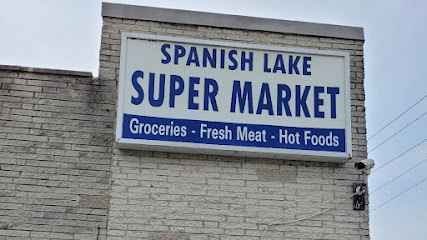 SPANISH LAKE
SUPER MARKET
Groceries - Fresh Meat - Hot Foods